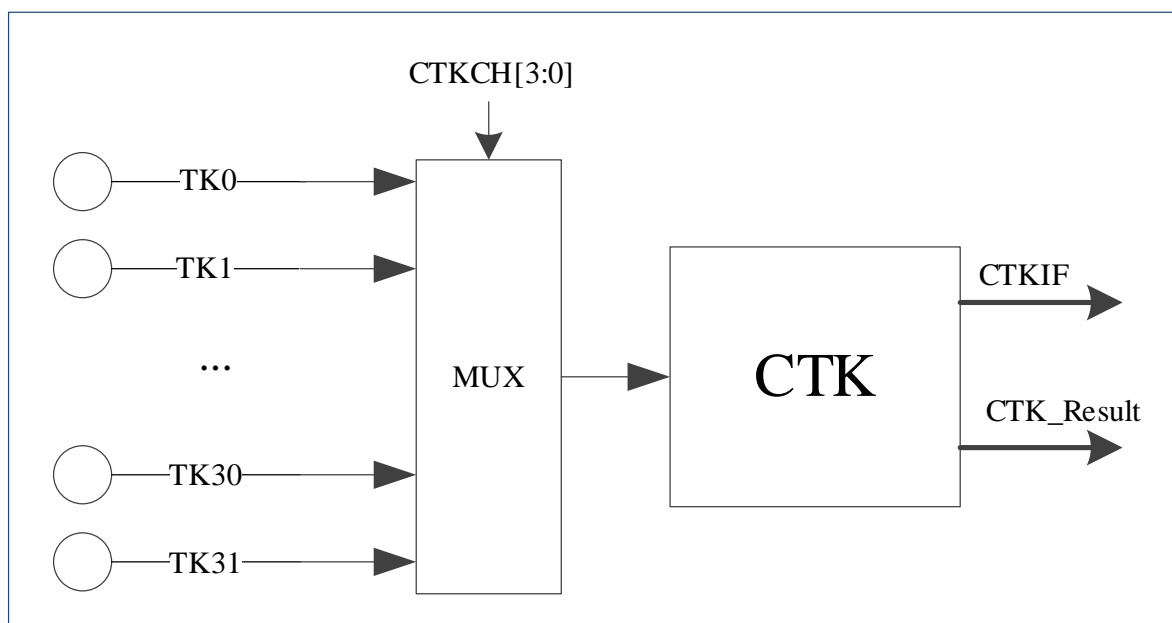 CTKCH[3:0]
TK0
TK1
...
TK30
TK31
MUX
CTK
CTKIF
CTK_Result